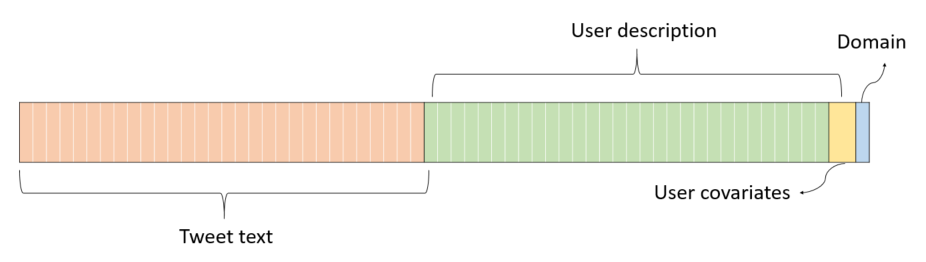 User description
Domain
User covariates
Tweet text